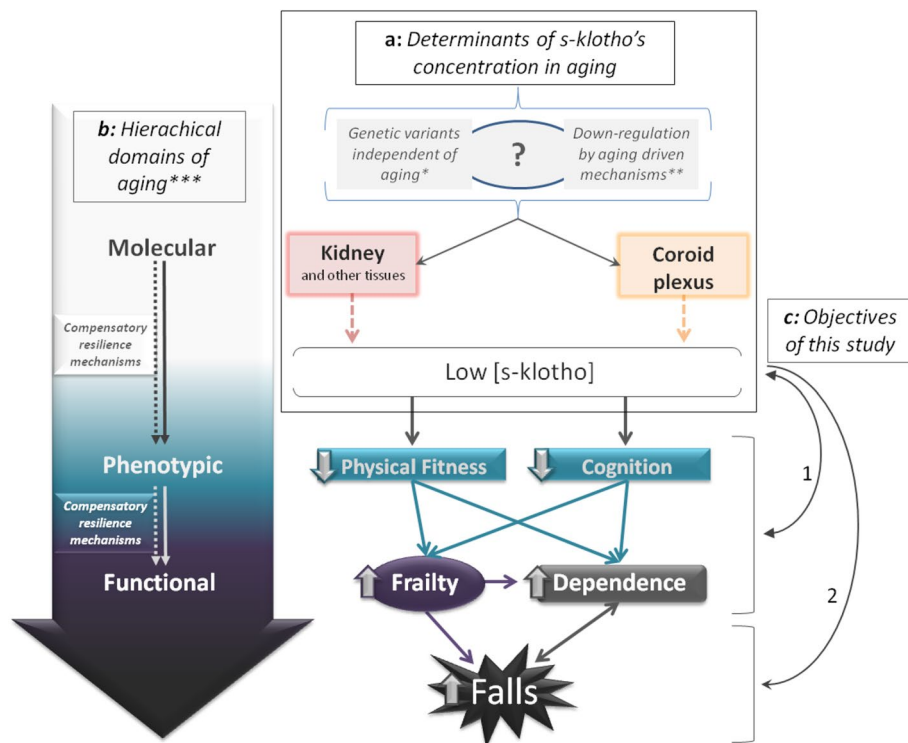 a: Determinants of s-klotho's
concentration in aging
b: Hierachical
domains of
aging***
Genetic variants
independent of
aging*
?
Down-regulation
by aging driven
mechanisms**
Molecular
Kidney
and other tissues
Coroid
plexus
Compensatory
resilience
mechanisms
c: Objectives
of this study
Low [s-klotho]
Phenotypic
Physical Fitness
Cognition
1
Compensatory
resilience
mechanisms
Functional
Frailty
Dependence
2
Falls